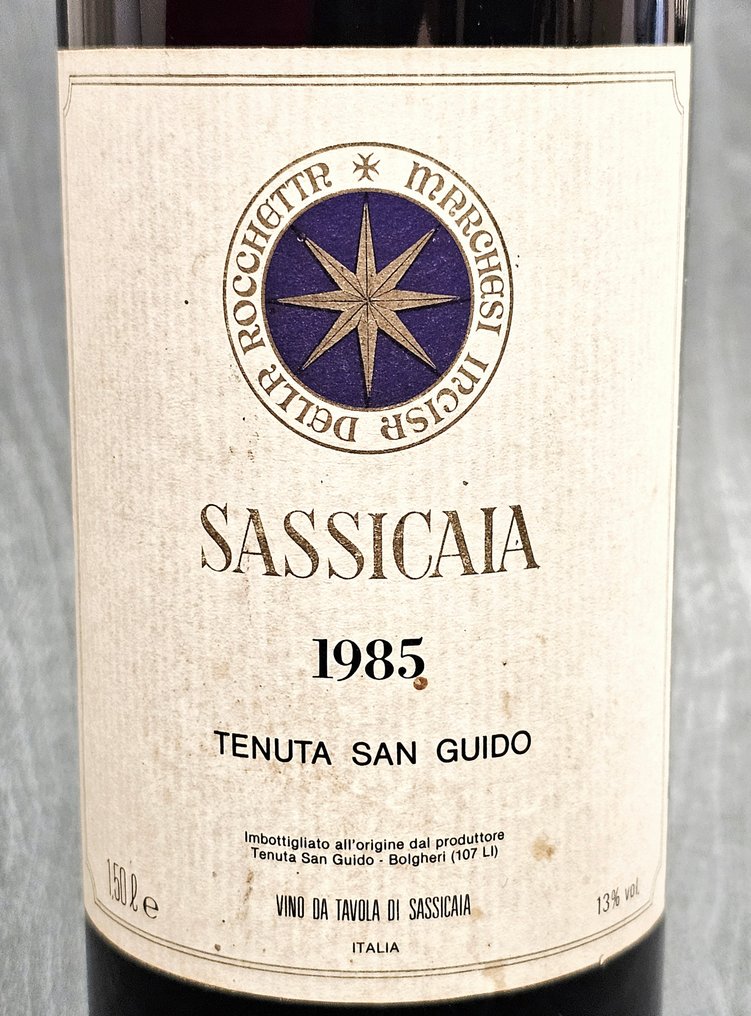 MARCHESI INCISA DELLA ROCCHETTA
SASSICAIA
1985
TENUTA SAN GUIDO
Imbottigliato all'origine dal produttore
Tenuta San Guido - Bolgheri (107 LI)
1,50 ℓ e
VINO DA TAVOLA DI SASSICAIA
13% vol.
ITALIA